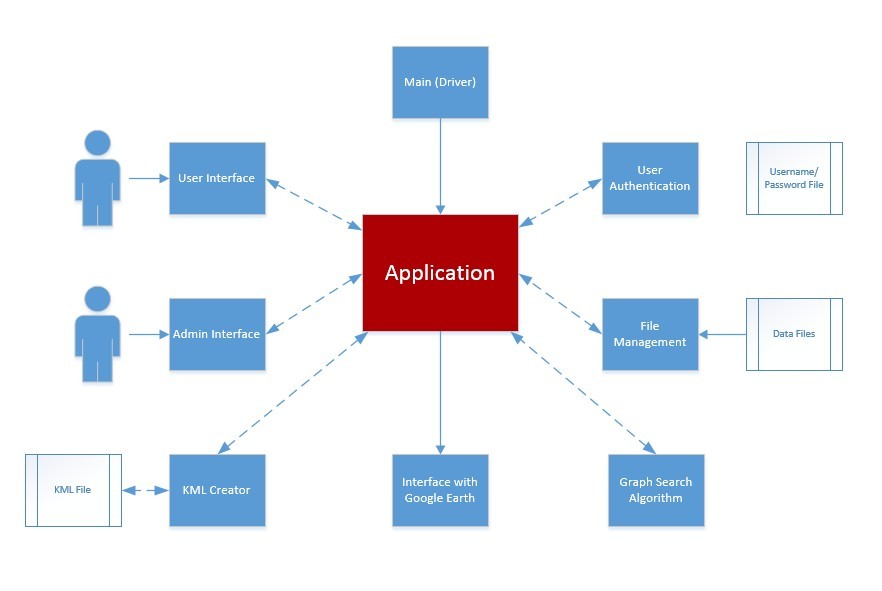 Main (Driver)
User Interface
User
Authentication
Username/
Password File
Application
Admin Interface
File
Management
Data Files
KML File
KML Creator
Interface with
Google Earth
Graph Search
Algorithm